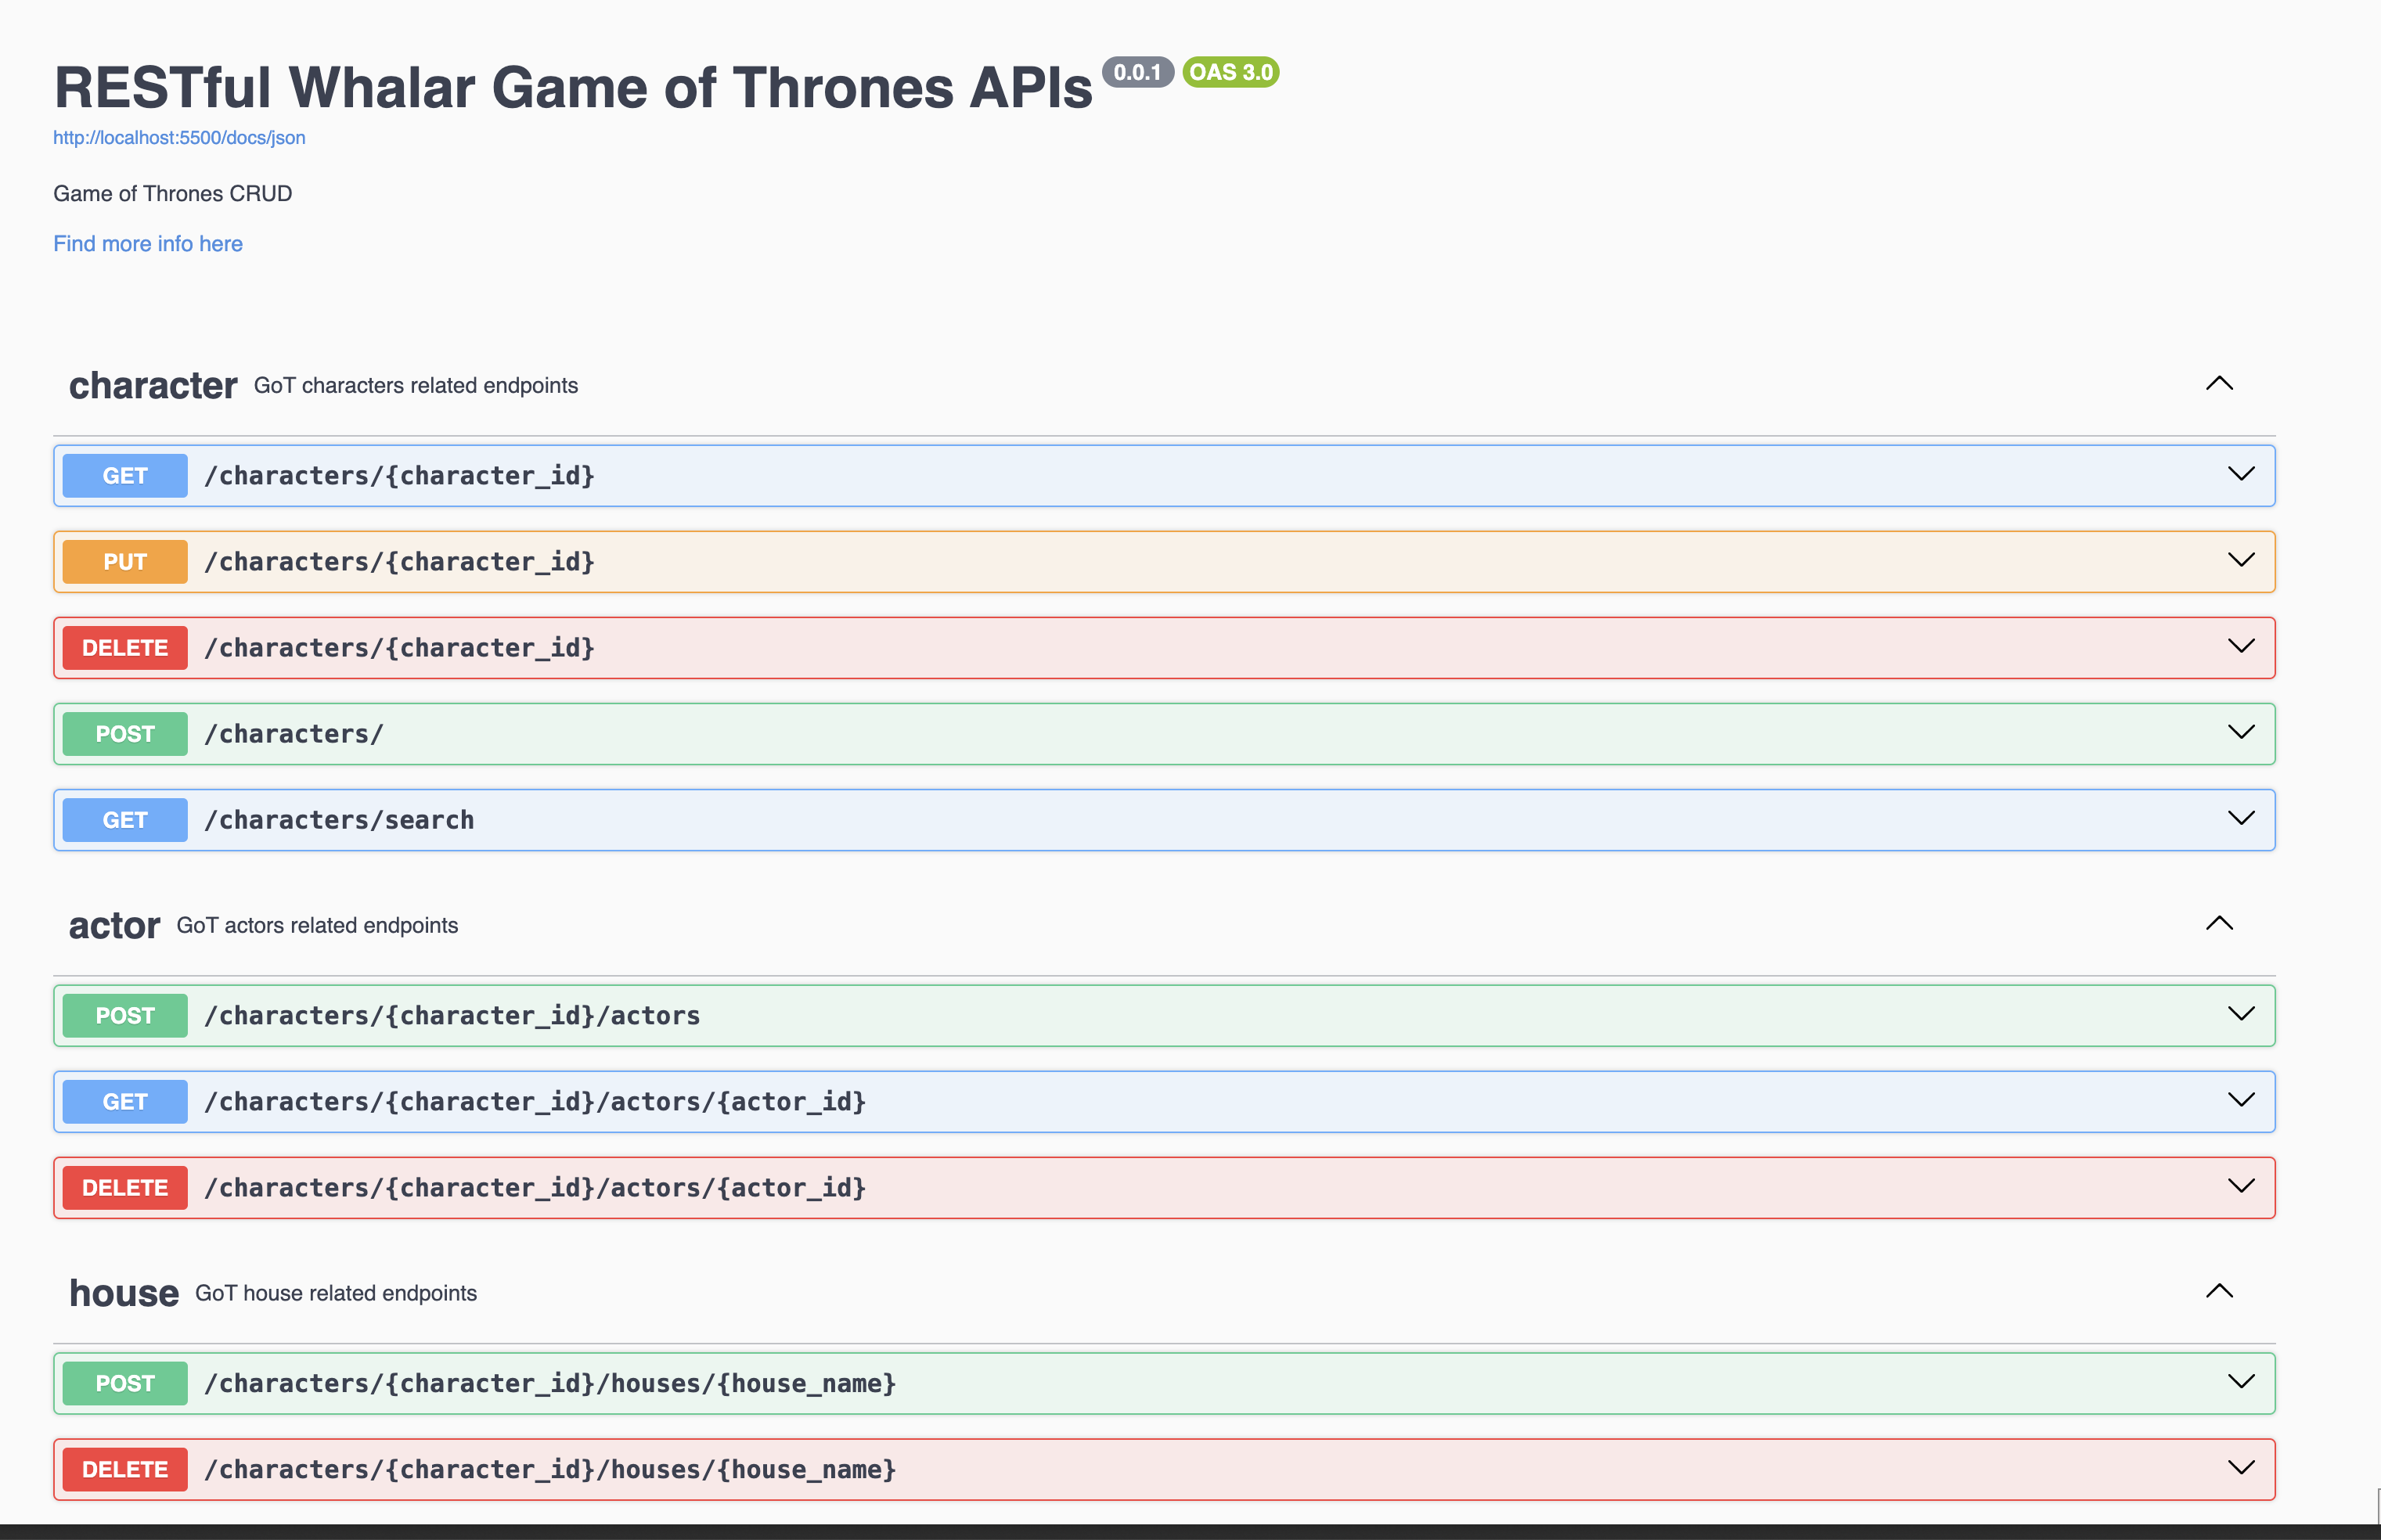 RESTful Whalar Game of Thrones APIs 0.0.1 OAS 3.0
http://localhost:5500/docs/json
Game of Thrones CRUD
Find more info here
character GoT characters related endpoints
GET /characters/{character_id}
PUT /characters/{character_id}
DELETE /characters/{character_id}
POST /characters/
GET /characters/search
actor GoT actors related endpoints
POST /characters/{character_id}/actors
GET /characters/{character_id}/actors/{actor_id}
DELETE /characters/{character_id}/actors/{actor_id}
house GoT house related endpoints
POST /characters/{character_id}/houses/{house_name}
DELETE /characters/{character_id}/houses/{house_name}